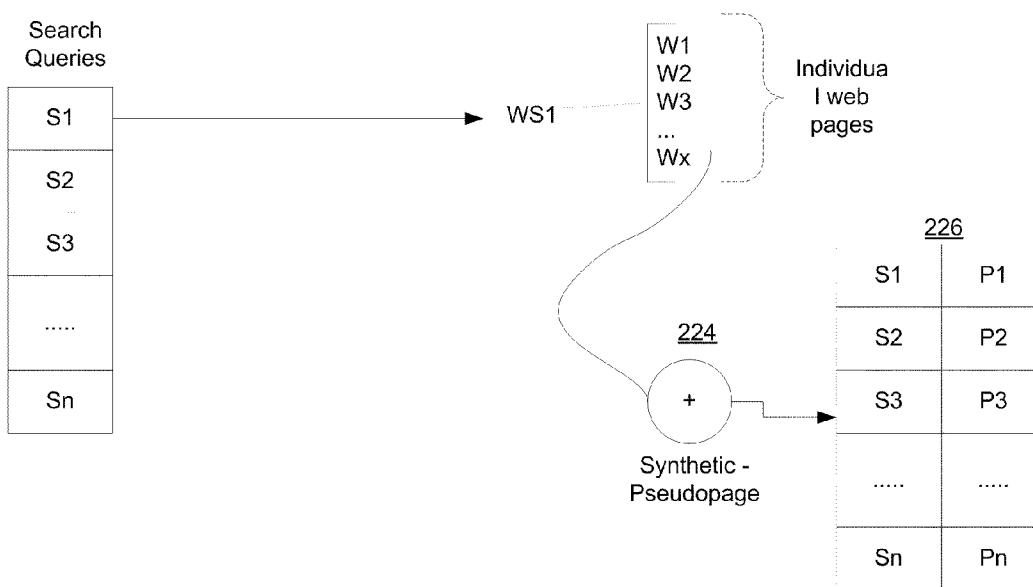 Search
Queries
S1
S2
...
S3
.....
Sn
WS1
W1
W2
W3
...
Wx
Individua
l web
pages
224
+
Synthetic -
Pseudopage
226
S1 P1
S2 P2
S3 P3
..... .....
Sn Pn